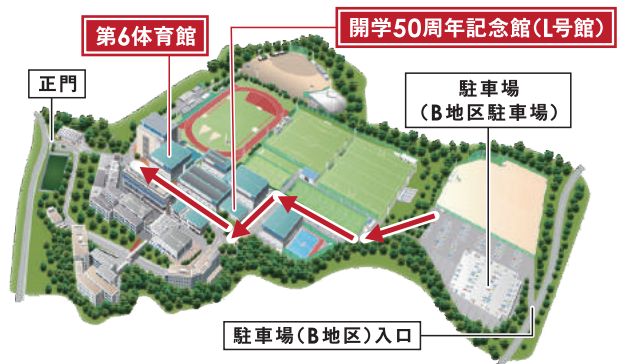 第6体育館
開学50周年記念館(L号館)
正門
駐車場
(B地区駐車場)
駐車場(B地区)入口